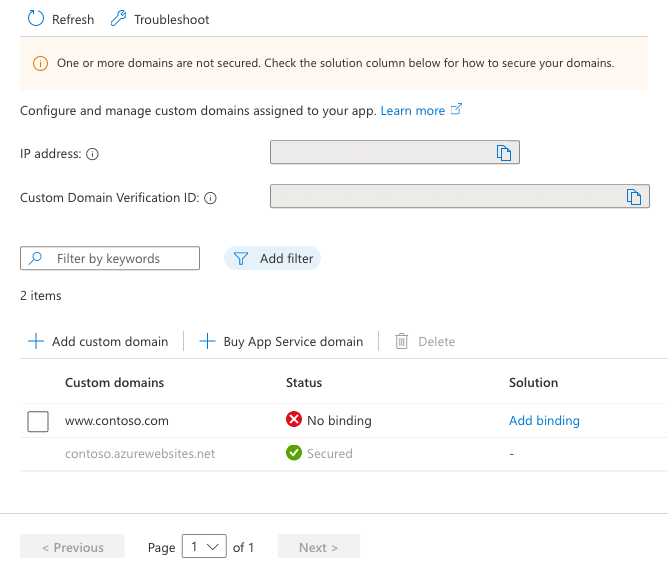 Refresh Troubleshoot
One or more domains are not secured. Check the solution column below for how to secure your domains.
Configure and manage custom domains assigned to your app. Learn more
IP address:
Custom Domain Verification ID:
Filter by keywords Add filter
2 items
Add custom domain Buy App Service domain Delete
Custom domains Status Solution
www.contoso.com No binding Add binding
contoso.azurewebsites.net Secured -
< Previous Page 1 of 1 Next >